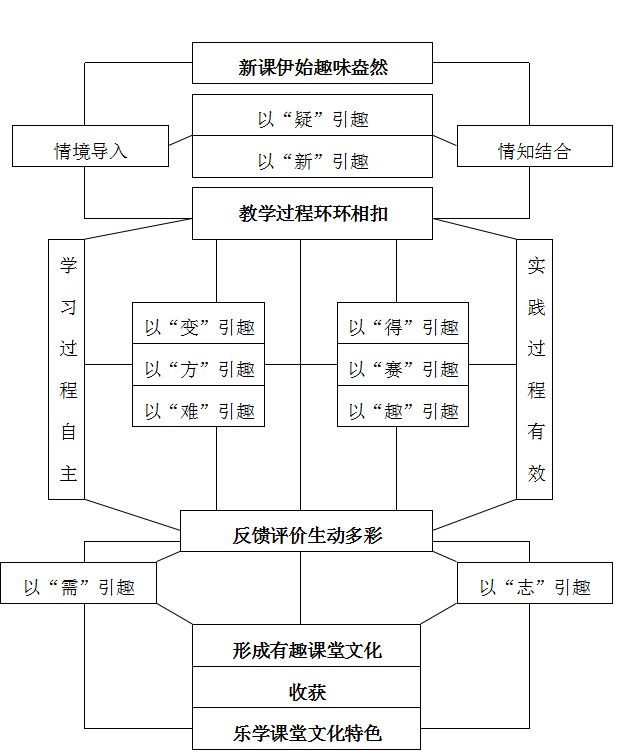 新课伊始趣味盎然
以“疑”引趣
情境导入
情知结合
以“新”引趣
教学过程环环相扣
学习过程自主
以“变”引趣
以“得”引趣
以“方”引趣
以“赛”引趣
以“难”引趣
以“趣”引趣
实践过程有效
反馈评价生动多彩
以“需”引趣
以“志”引趣
形成有趣课堂文化
收获
乐学课堂文化特色